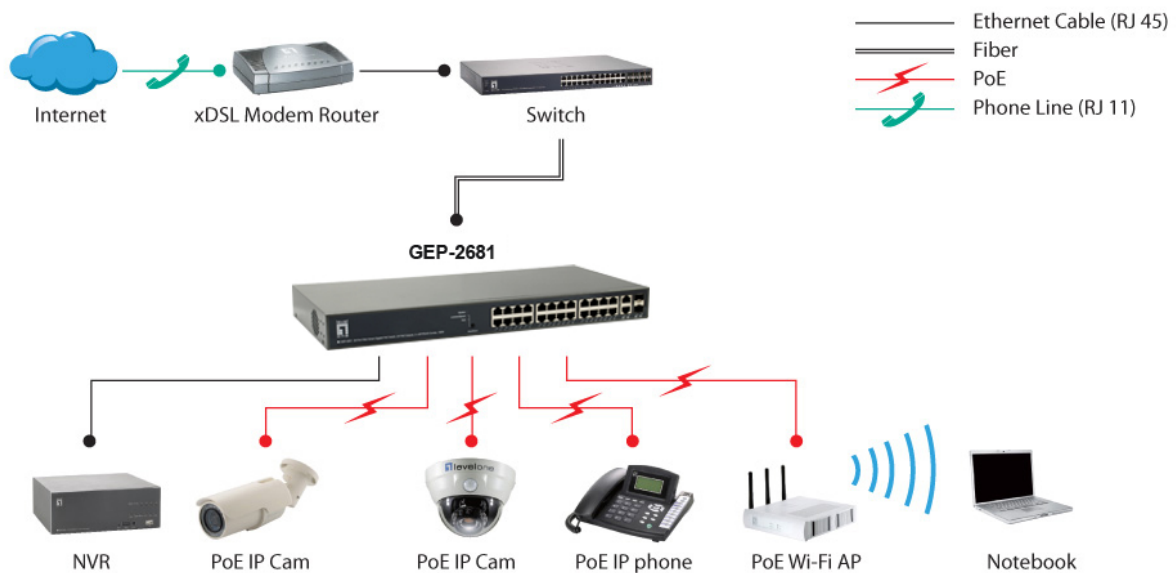 Ethernet Cable (RJ 45)
Fiber
PoE
Phone Line (RJ 11)
Internet
xDSL Modem Router
Switch
GEP-2681
levelone
NVR
PoE IP Cam
PoE IP Cam
PoE IP phone
PoE Wi-Fi AP
Notebook